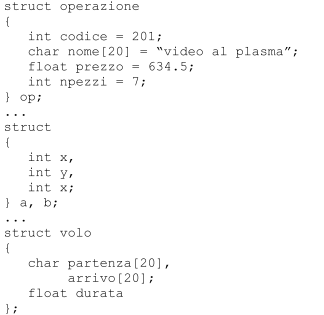 struct operazione
{
   int codice = 201;
   char nome[20] = “video al plasma”;
   float prezzo = 634.5;
   int npezzi = 7;
} op;
...
struct
{
   int x,
   int y,
   int x;
} a, b;
...
struct volo
{
   char partenza[20],
        arrivo[20];
   float durata
};